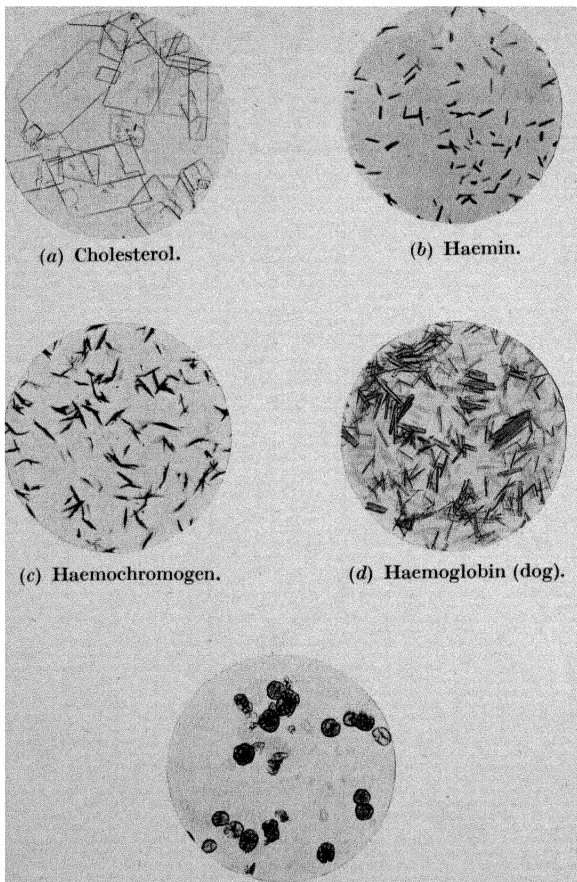 (a) Cholesterol.
(b) Haemin.
(c) Haemochromogen.
(d) Haemoglobin (dog).